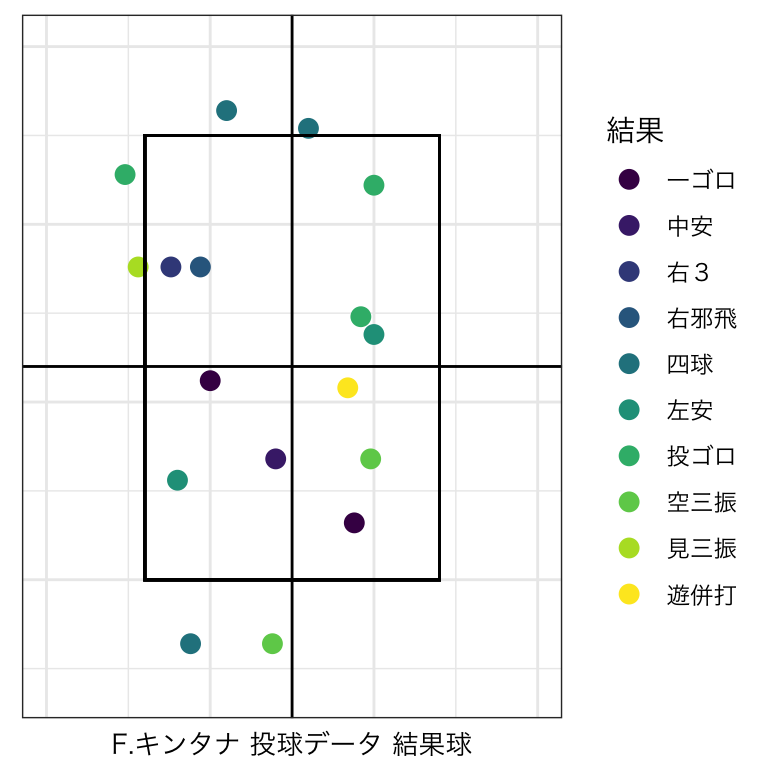 結果
一ゴロ
中安
右３
右邪飛
四球
左安
投ゴロ
空三振
見三振
遊併打
F.キンタナ 投球データ 結果球